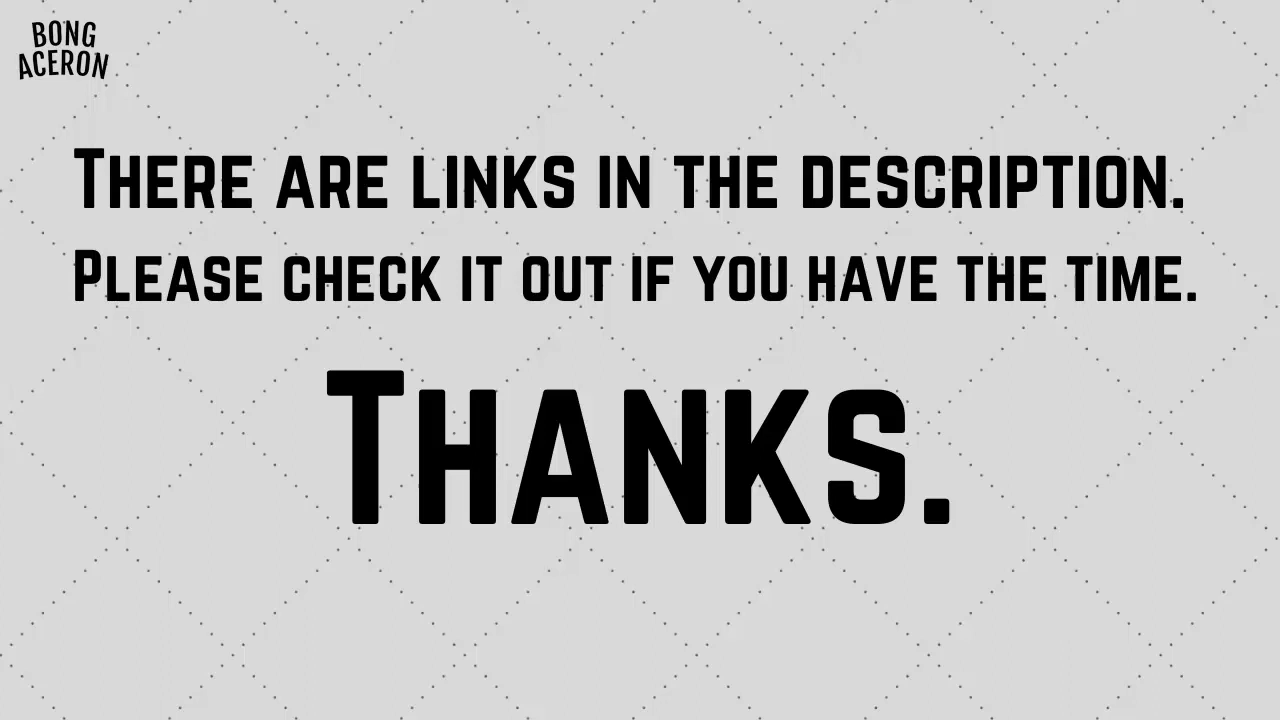 BONG
ACERON
There are links in the description.
Please check it out if you have the time.
Thanks.